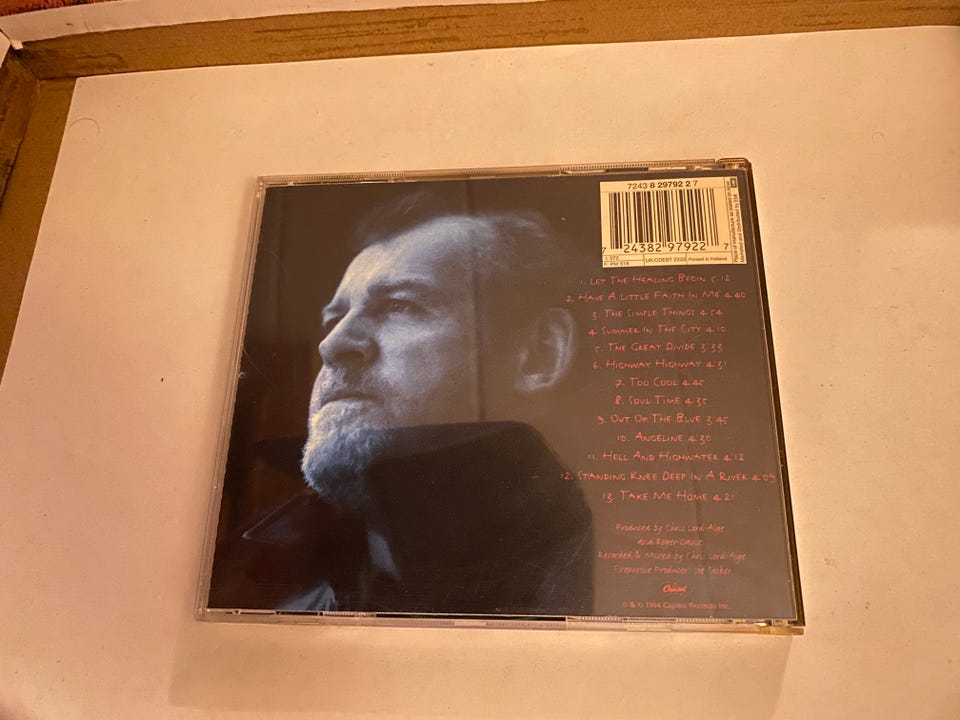 7243 8 29792 2 7
7 24382 97922 7
UK:CDEST 2233
Printed in Holland
1. LET THE HEALING BEGIN 5:12
2. HAVE A LITTLE FAITH IN ME 4:40
3. THE SIMPLE THINGS 4:54
4. SUMMER IN THE CITY 4:10
5. THE GREAT DIVIDE 3:33
6. HIGHWAY HIGHWAY 4:31
7. TOO COOL 4:45
8. SOUL TIME 4:35
9. OUT OF THE BLUE 3:45
10. ANGELINE 4:30
11. HELL AND HIGHWATER 4:12
12. STANDING KNEE DEEP IN A RIVER 4:09
13. TAKE ME HOME 4:21
Produced by Chris Lord-Alge
and Roger Davies
Recorded & Mixed by Chris Lord-Alge
Executive Producer: Joe Cocker
Capitol
℗ & © 1994 Capitol Records Inc.